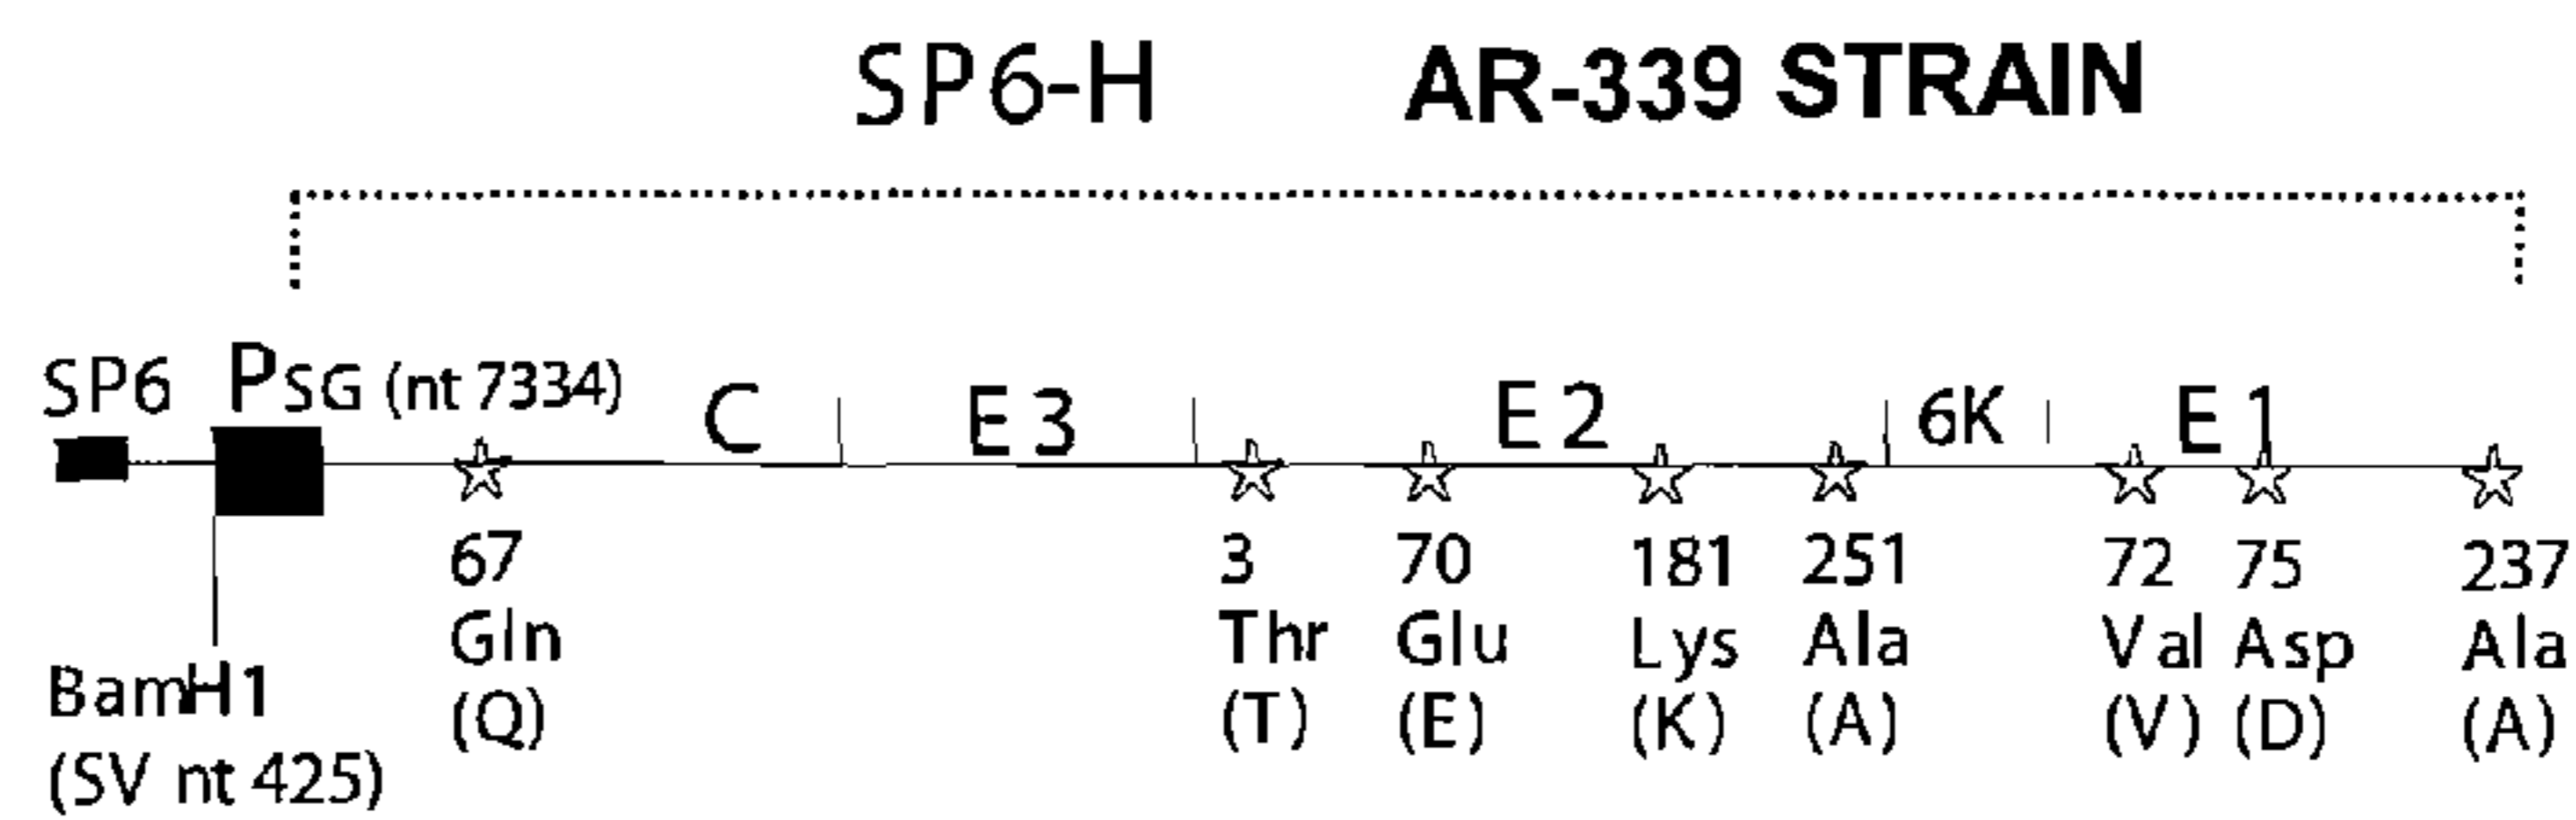 SP6-H AR-339 STRAIN
SP6 PSG (nt 7334) C E3 E2 6K E1
67 3 70 181 251 72 75 237
Gln Thr Glu Lys Ala Val Asp Ala
(Q) (T) (E) (K) (A) (V) (D) (A)
BamH1
(SV nt 425)